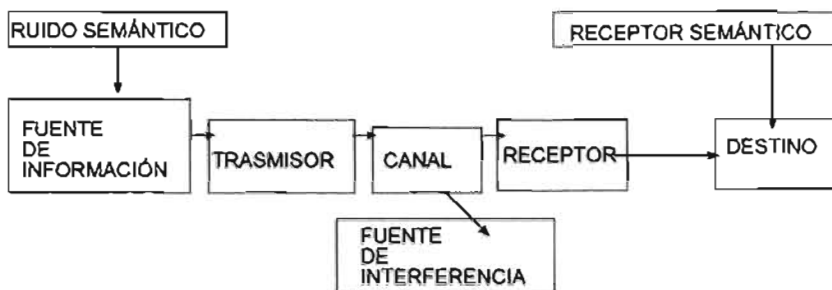 RUIDO SEMÁNTICO
RECEPTOR SEMÁNTICO
FUENTE
DE
INFORMACIÓN
TRASMISOR
CANAL
RECEPTOR
DESTINO
FUENTE
DE
INTERFERENCIA